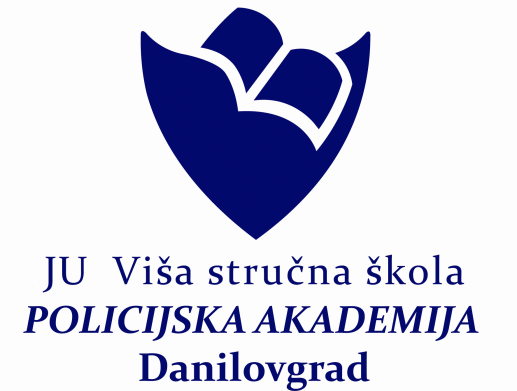 JU Viša stručna škola
POLICIJSKA AKADEMIJA
Danilovgrad